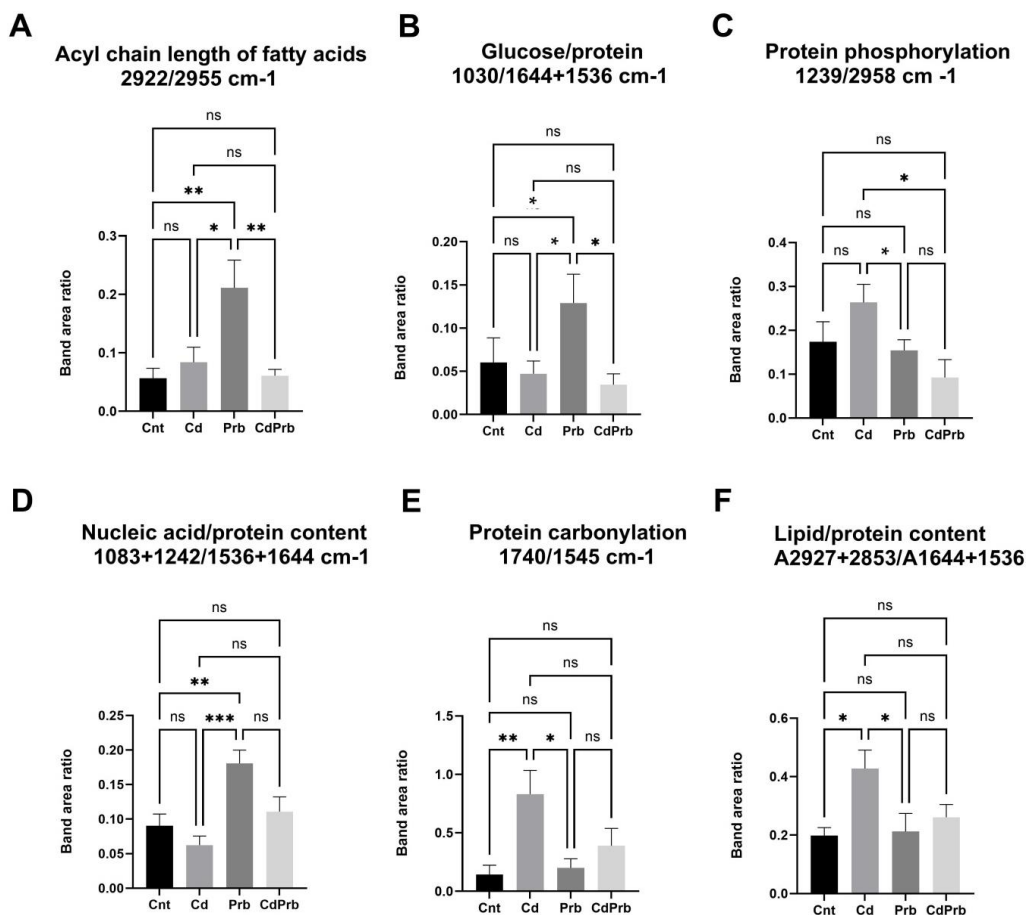 A
Acyl chain length of fatty acids
2922/2955 cm-1
ns
ns
**
ns
*
**
Band area ratio
0.3
0.2
0.1
0.0
Cnt
Cd
Prb
CdPrb
B
Glucose/protein
1030/1644+1536 cm-1
ns
ns
*
ns
*
*
Band area ratio
0.20
0.15
0.10
0.05
0.00
Cnt
Cd
Prb
CdPrb
C
Protein phosphorylation
1239/2958 cm -1
ns
*
ns
ns
*
ns
Band area ratio
0.4
0.3
0.2
0.1
0.0
Cnt
Cd
Prb
CdPrb
D
Nucleic acid/protein content
1083+1242/1536+1644 cm-1
ns
ns
**
ns
***
ns
Band area ratio
0.25
0.20
0.15
0.10
0.05
0.00
Cnt
Cd
Prb
CdPrb
E
Protein carbonylation
1740/1545 cm-1
ns
ns
ns
**
*
ns
Band area ratio
1.5
1.0
0.5
0.0
Cnt
Cd
Prb
CdPrb
F
Lipid/protein content
A2927+2853/A1644+1536
ns
ns
ns
*
*
ns
Band area ratio
0.6
0.4
0.2
0.0
Cnt
Cd
Prb
CdPrb